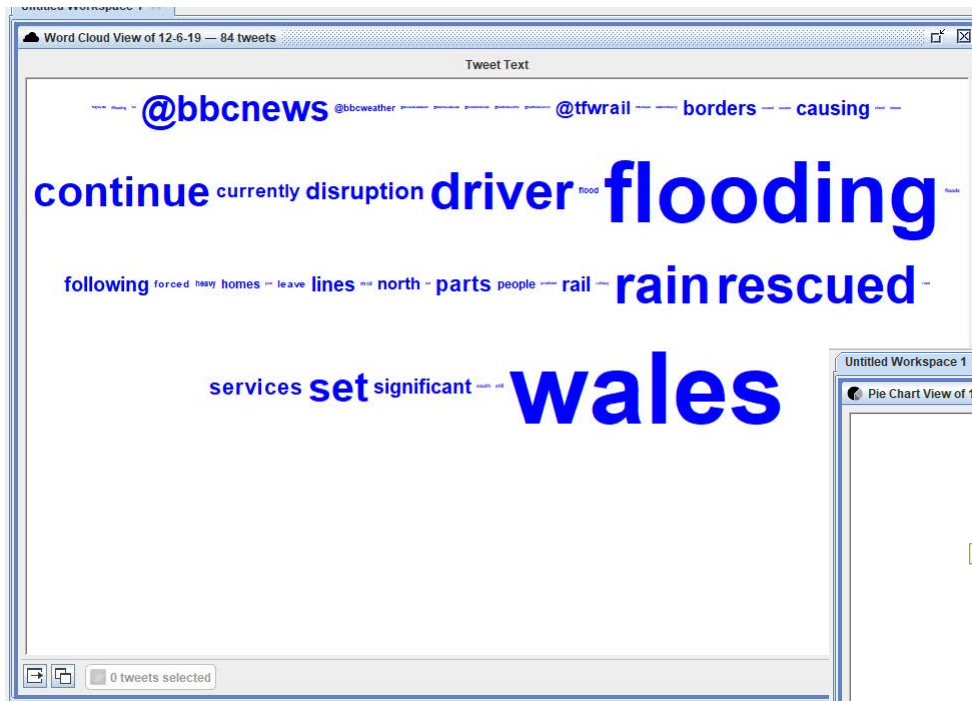 Untitled Workspace 1
Word Cloud View of 12-6-19 — 84 tweets
Tweet Text
@bbcnews @bbcweather @tfwrail borders causing
continue currently disruption driver flood flooding floods
following forced heavy homes leave lines north parts people rail rain rescued
services set significant south still wales
0 tweets selected
Untitled Workspace 1
Pie Chart View of 1